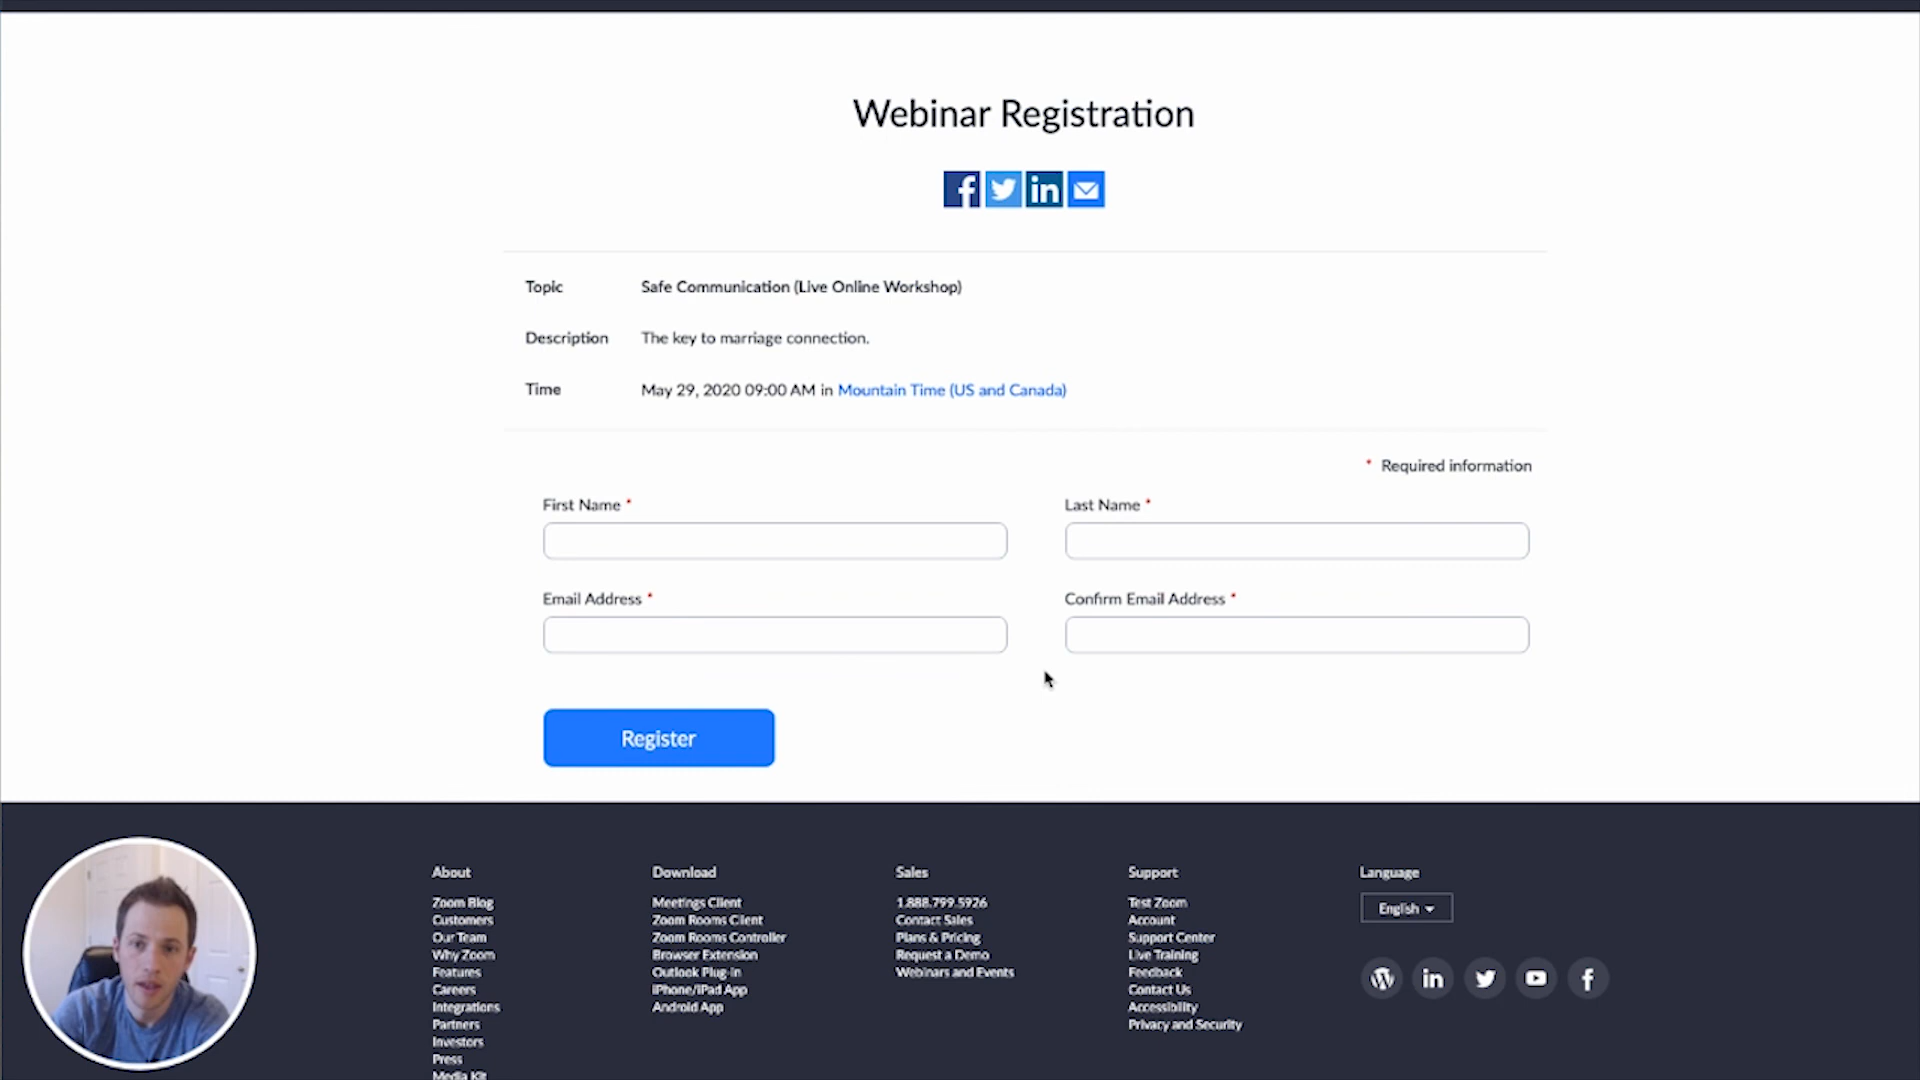 Webinar Registration
Topic Safe Communication (Live Online Workshop)
Description The key to marriage connection.
Time May 29, 2020 09:00 AM in Mountain Time (US and Canada)
* Required information
First Name * Last Name *
Email Address * Confirm Email Address *
Register
About
Zoom Blog
Customers
Our Team
Why Zoom
Features
Careers
Integrations
Partners
Investors
Press
Media Kit
Download
Meetings Client
Zoom Rooms Client
Zoom Rooms Controller
Browser Extension
Outlook Plug-in
iPhone/iPad App
Android App
Sales
1.888.799.5926
Contact Sales
Plans & Pricing
Request a Demo
Webinars and Events
Support
Test Zoom
Account
Support Center
Live Training
Feedback
Contact Us
Accessibility
Privacy and Security
Language
English